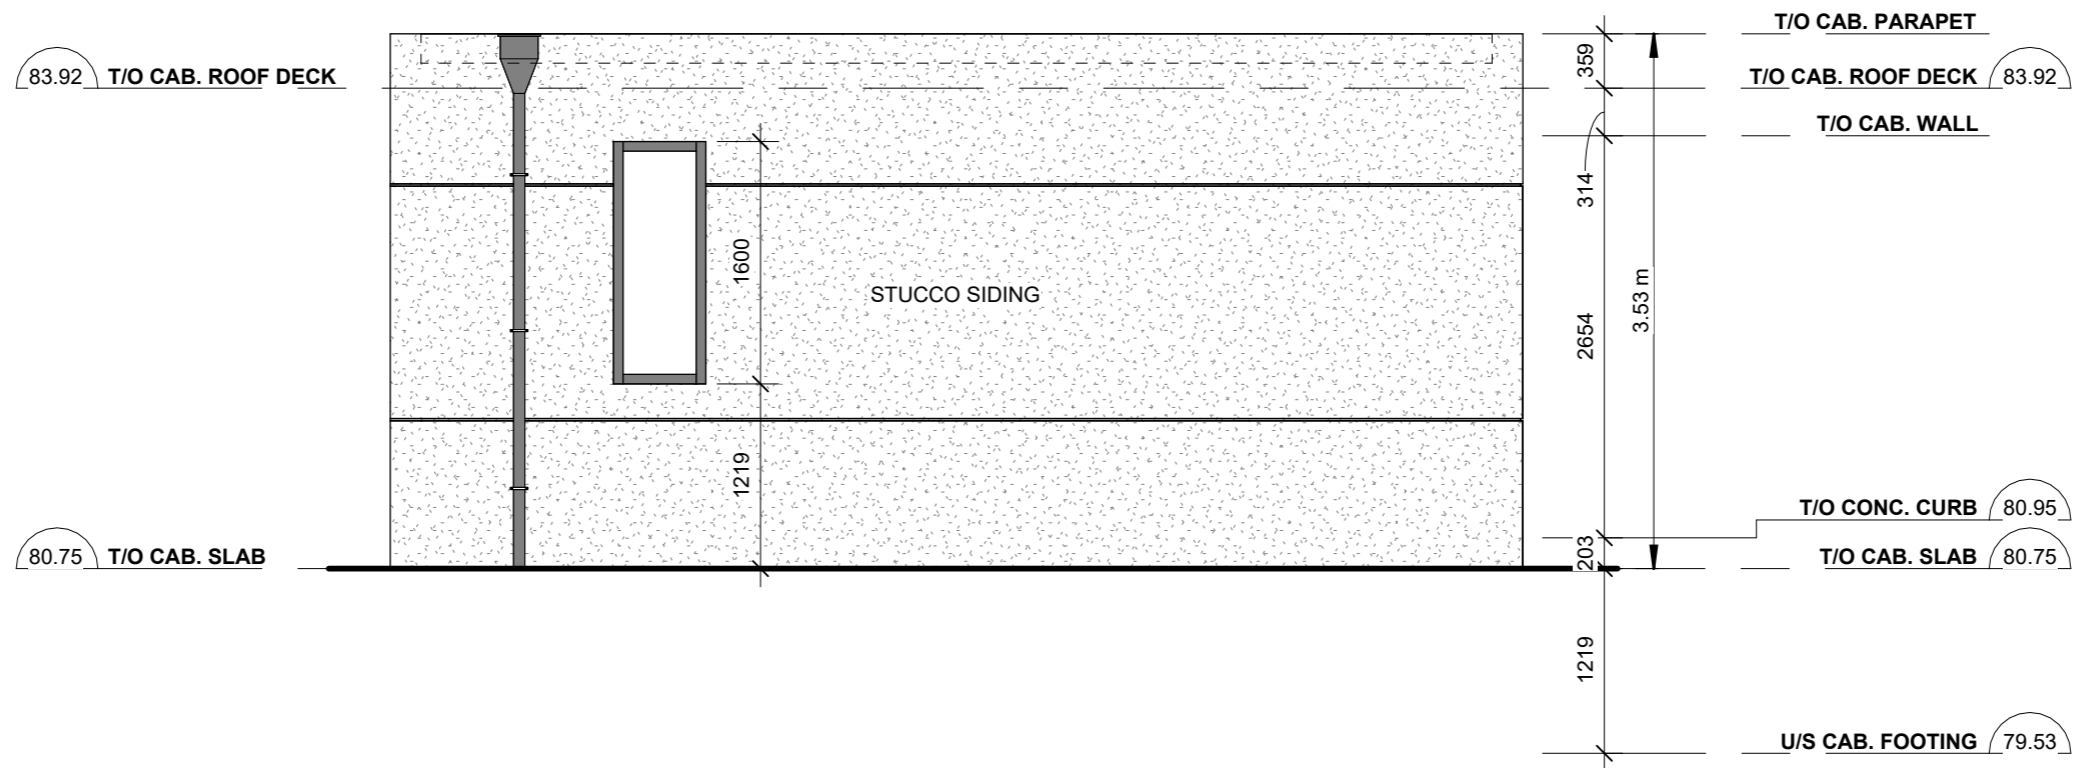 T/O CAB. PARAPET
83.92 T/O CAB. ROOF DECK
359
T/O CAB. ROOF DECK 83.92
T/O CAB. WALL
314
1600
STUCCO SIDING
2654
3.53 m
1219
T/O CONC. CURB 80.95
203
80.75 T/O CAB. SLAB
T/O CAB. SLAB 80.75
1219
U/S CAB. FOOTING 79.53